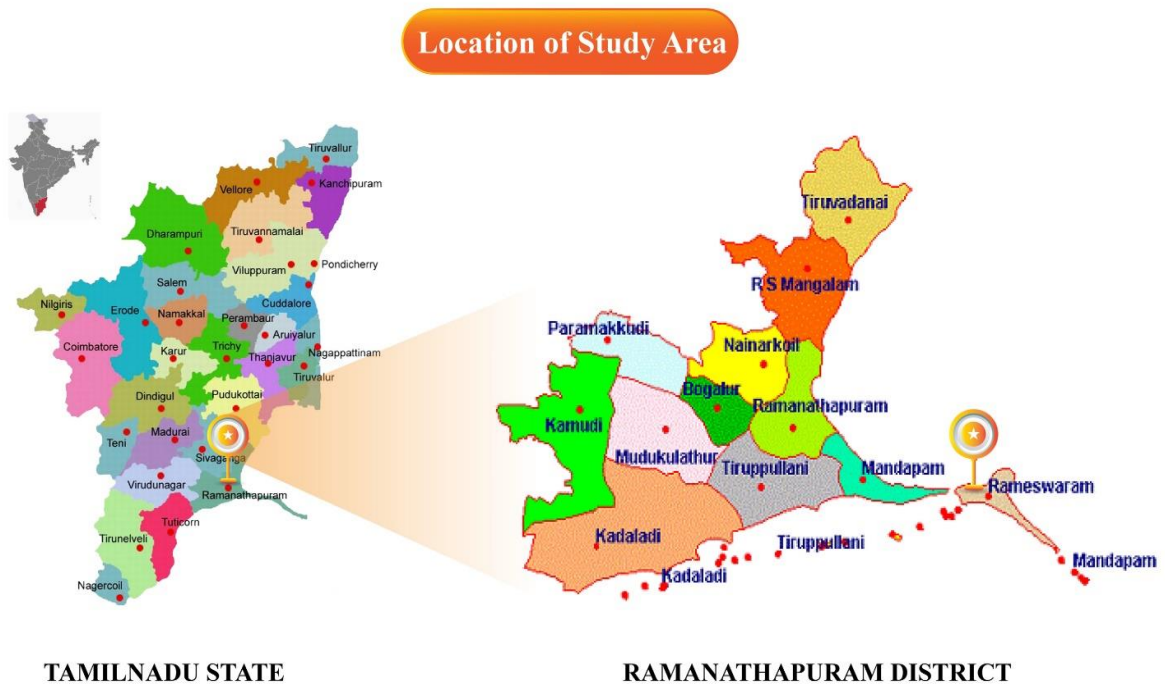 Location of Study Area
Tiruvallur
Vellore
Kanchipuram
Dharampuri
Tiruvannamalai
Viluppuram
Pondicherry
Salem
Nilgiris
Erode
Namakkal
Cuddalore
Perambaur
Aruiyalur
Coimbatore
Karur
Trichy
Thanjavur
Nagappattinam
Tiruvalur
Dindigul
Pudukottai
Teni
Madurai
Sivaganga
Virudunagar
Ramanathapuram
Tuticorn
Tirunelveli
Nagercoil
TAMILNADU STATE
Tiruvadanai
R S Mangalam
Paramakkudi
Nainarkoil
Bogalur
Ramanathapuram
Kamudi
Mudukulathur
Tiruppullani
Mandapam
Rameswaram
Kadaladi
Tiruppullani
Kadaladi
Mandapam
RAMANATHAPURAM DISTRICT